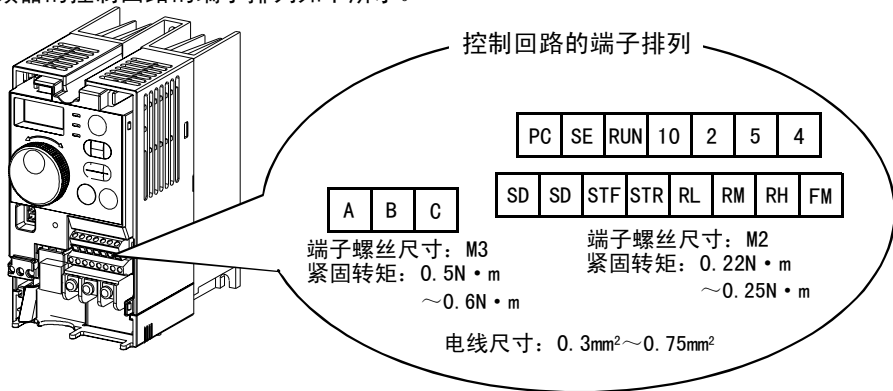 控制回路的端子排列
PC SE RUN 10 2 5 4
SD SD STF STR RL RM RH FM
A B C
端子螺丝尺寸：M3
紧固转矩：0.5N・m
～0.6N・m
端子螺丝尺寸：M2
紧固转矩：0.22N・m
～0.25N・m
电线尺寸：0.3mm²～0.75mm²